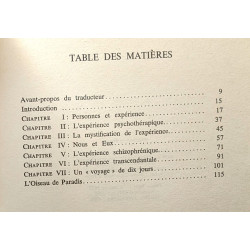 TABLE DES MATIÈRES
Avant-propos du traducteur 9
Introduction 15
CHAPITRE I: Personnes et expérience 17
CHAPITRE II: L'expérience psychothérapique 37
CHAPITRE III: La mystification de l'expérience 45
CHAPITRE IV: Nous et Eux 57
CHAPITRE V: L'expérience schizophrénique 71
CHAPITRE VI: L'expérience transcendantale 91
CHAPITRE VII: Un « voyage » de dix jours 101
L'Oiseau de Paradis 115